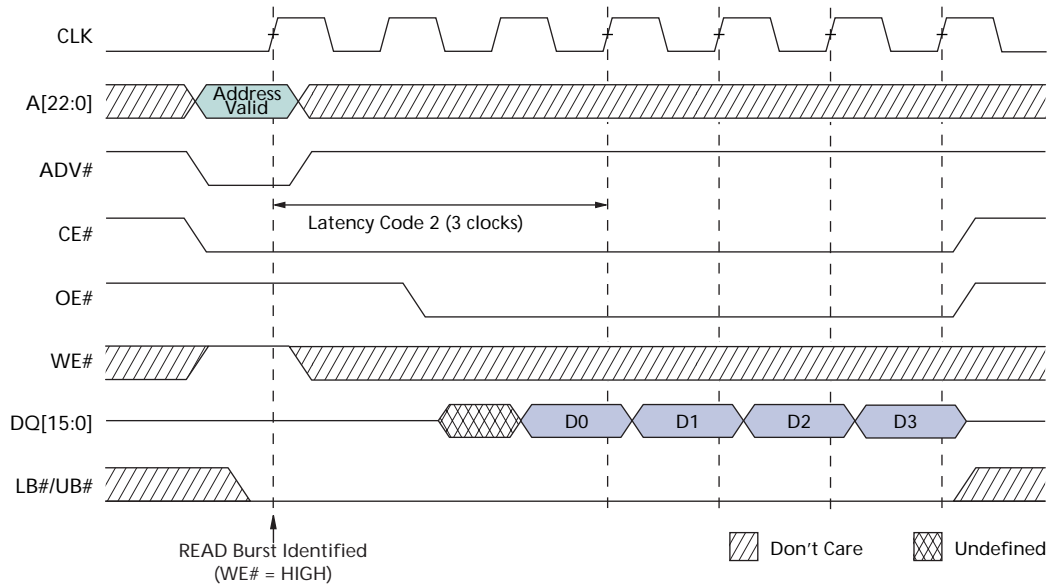 CLK
A[22:0]
Address
Valid
ADV#
Latency Code 2 (3 clocks)
CE#
OE#
WE#
DQ[15:0]
D0
D1
D2
D3
LB#/UB#
READ Burst Identified
(WE# = HIGH)
Don't Care
Undefined